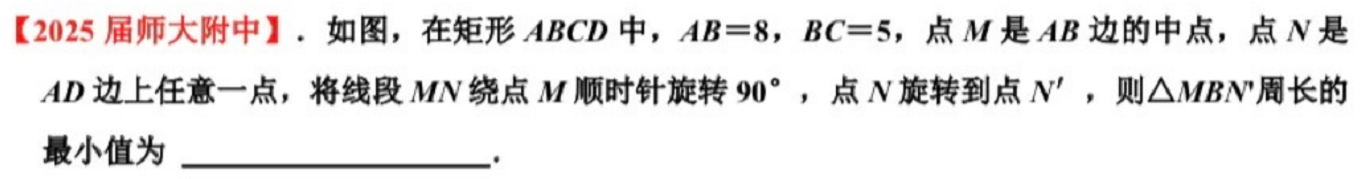 【2025 届师大附中】．如图，在矩形 ABCD 中，AB＝8，BC＝5，点 M 是 AB 边的中点，点 N 是
AD 边上任意一点，将线段 MN 绕点 M 顺时针旋转 90°，点 N 旋转到点 N′，则△MBN'周长的
最小值为 ____________________.